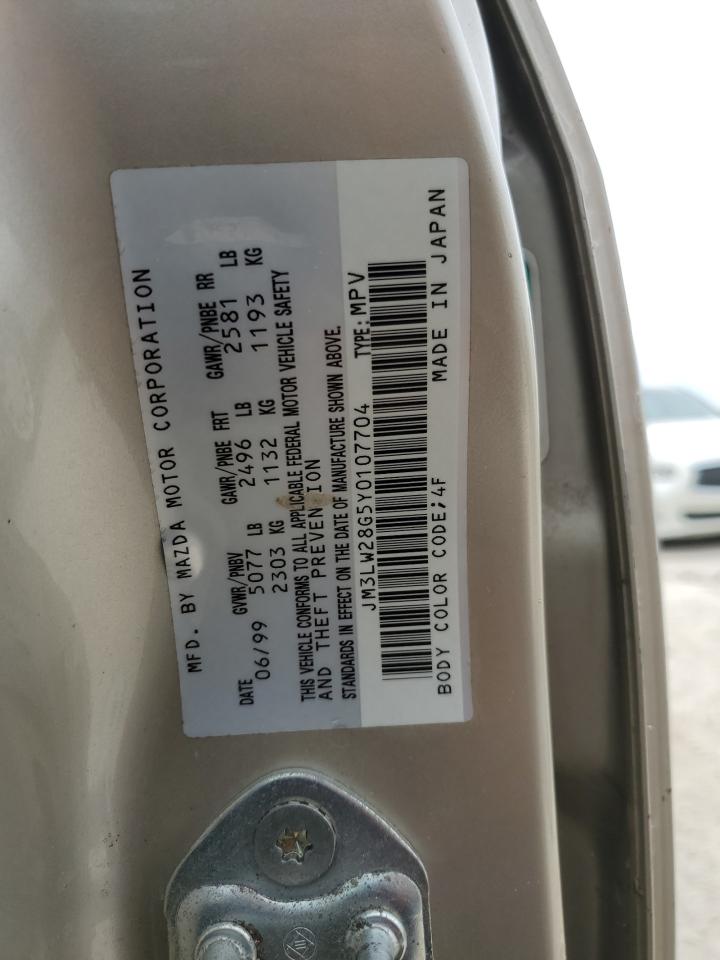 MFD. BY MAZDA MOTOR CORPORATION
DATE GVWR/PNBV GAWR/PNBE FRT GAWR/PNBE RR
06/99 5077 LB 2496 LB 2581 LB
2303 KG 1132 KG 1193 KG
THIS VEHICLE CONFORMS TO ALL APPLICABLE FEDERAL MOTOR VEHICLE SAFETY
AND THEFT PREVENTION
STANDARDS IN EFFECT ON THE DATE OF MANUFACTURE SHOWN ABOVE.
JM3LW28G5Y0107704 TYPE:MPV
BODY COLOR CODE;4F MADE IN JAPAN